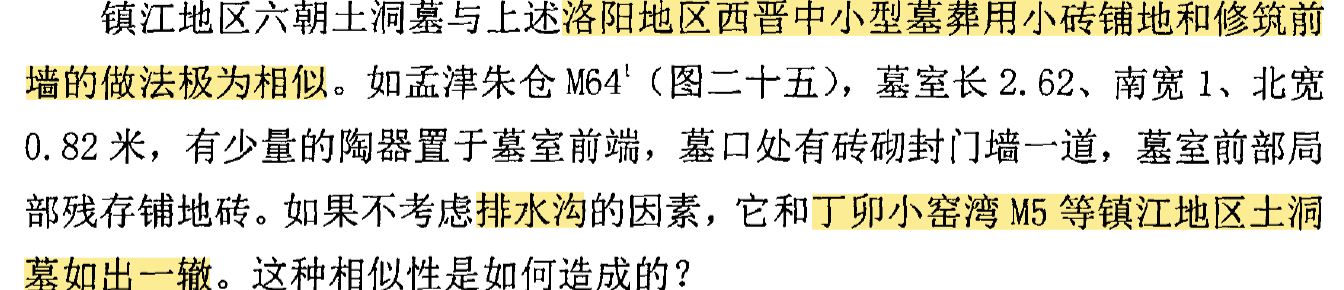 镇江地区六朝土洞墓与上述洛阳地区西晋中小型墓葬用小砖铺地和修筑前
墙的做法极为相似。如孟津朱仓 M64¹（图二十五），墓室长 2.62、南宽 1、北宽
0.82 米，有少量的陶器置于墓室前端，墓口处有砖砌封门墙一道，墓室前部局
部残存铺地砖。如果不考虑排水沟的因素，它和丁卯小窑湾 M5 等镇江地区土洞
墓如出一辙。这种相似性是如何造成的？